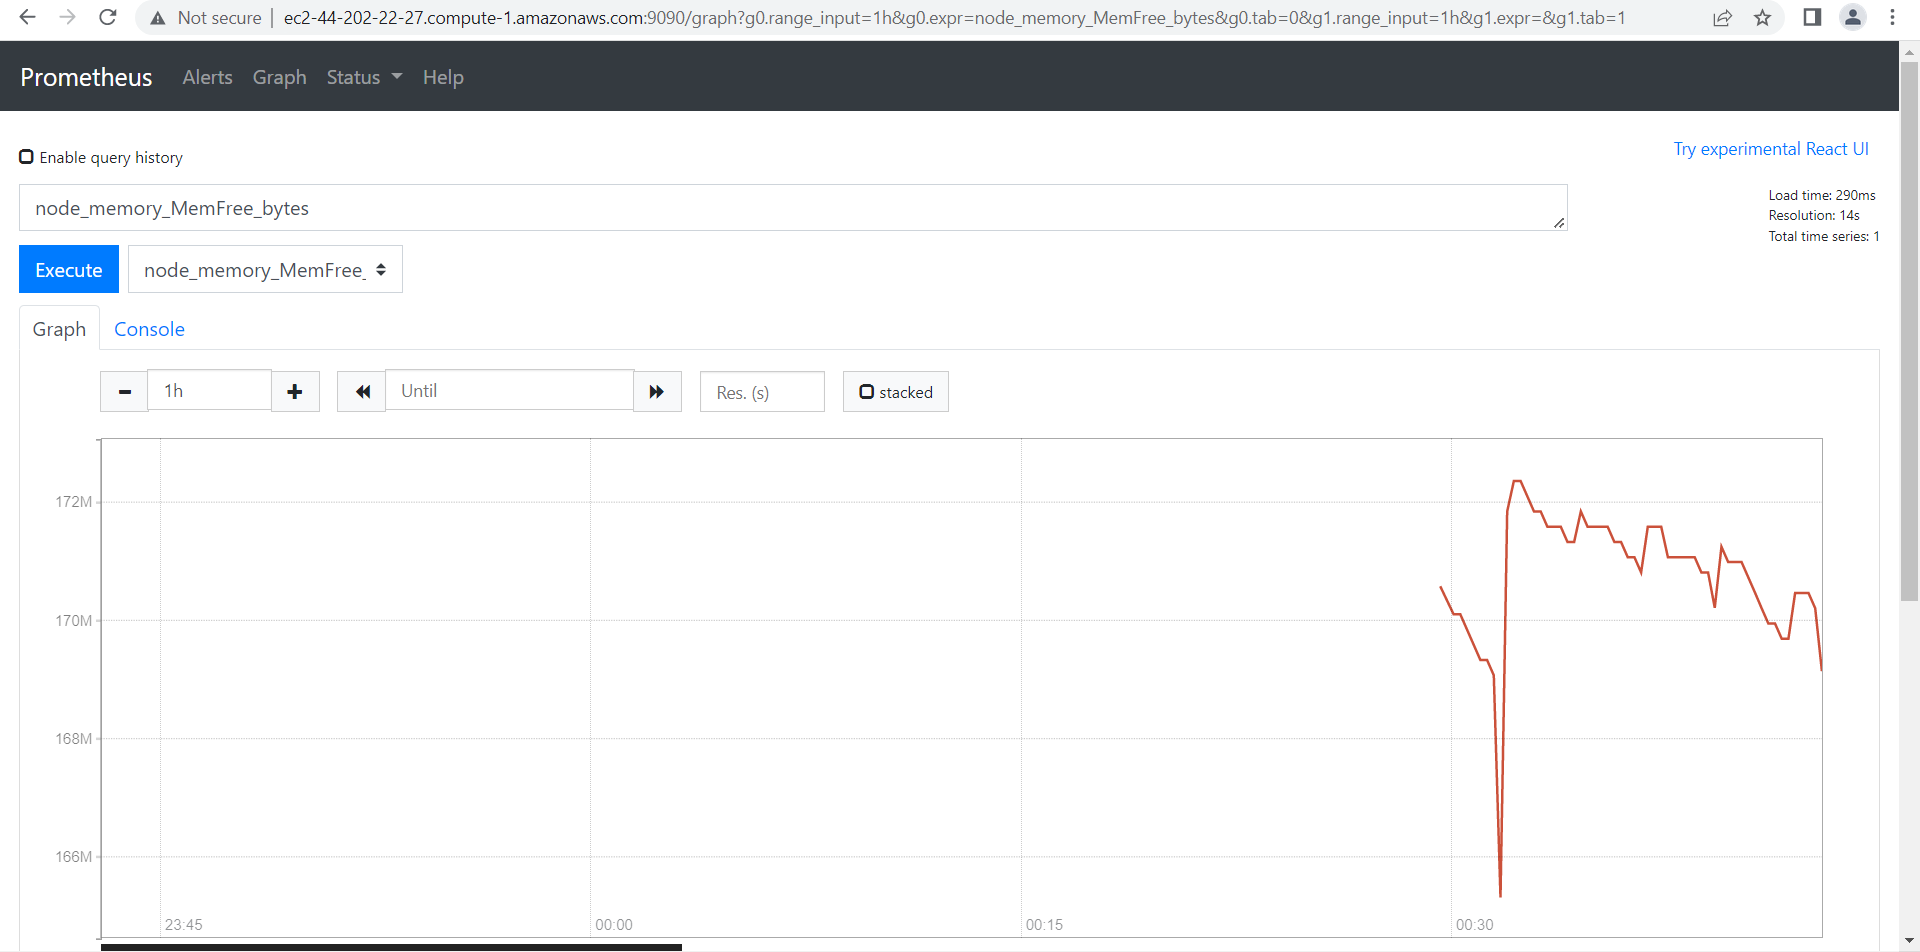 Not secure | ec2-44-202-22-27.compute-1.amazonaws.com:9090/graph?g0.range_input=1h&g0.expr=node_memory_MemFree_bytes&g0.tab=0&g1.range_input=1h&g1.expr=&g1.tab=1
Prometheus Alerts Graph Status Help
Enable query history
Try experimental React UI
node_memory_MemFree_bytes
Load time: 290ms
Resolution: 14s
Total time series: 1
Execute node_memory_MemFree_
Graph Console
1h Until Res. (s) stacked
172M
170M
168M
166M
23:45 00:00 00:15 00:30